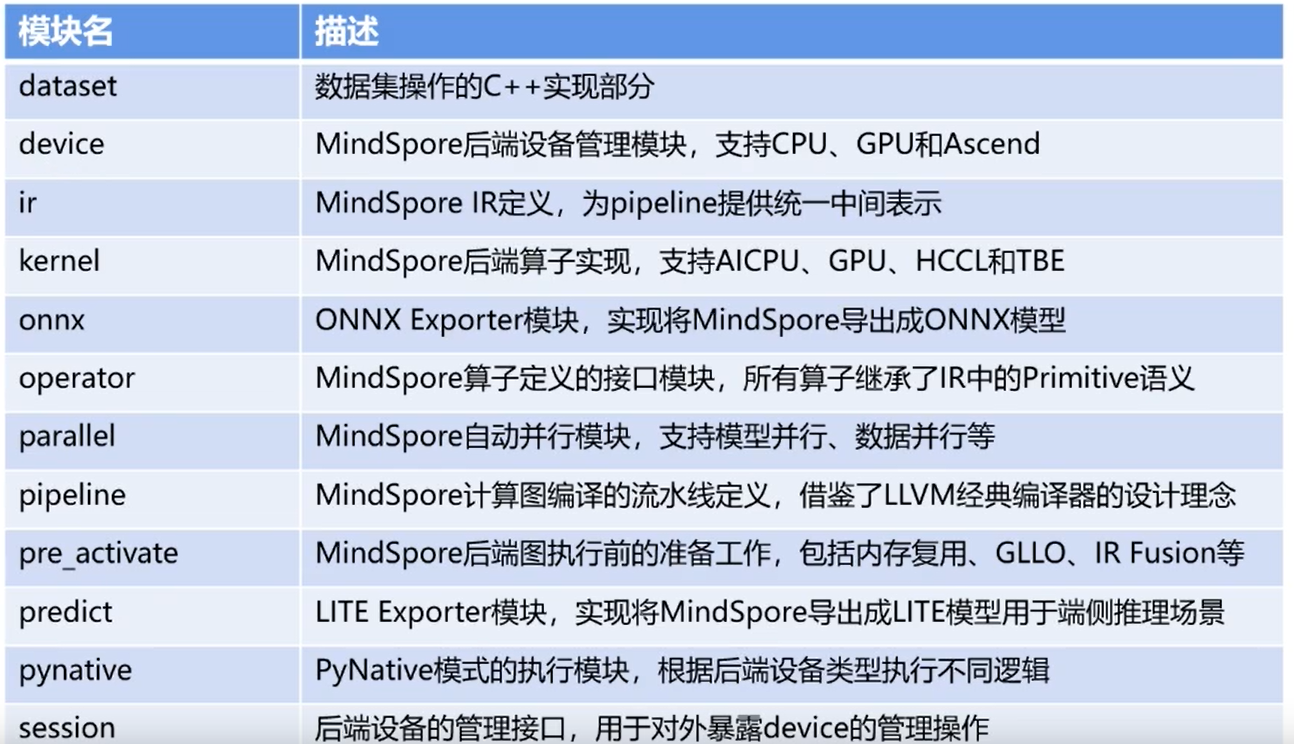 模块名 描述
dataset 数据集操作的C++实现部分
device MindSpore后端设备管理模块，支持CPU、GPU和Ascend
ir MindSpore IR定义，为pipeline提供统一中间表示
kernel MindSpore后端算子实现，支持AICPU、GPU、HCCL和TBE
onnx ONNX Exporter模块，实现将MindSpore导出成ONNX模型
operator MindSpore算子定义的接口模块，所有算子继承了IR中的Primitive语义
parallel MindSpore自动并行模块，支持模型并行、数据并行等
pipeline MindSpore计算图编译的流水线定义，借鉴了LLVM经典编译器的设计理念
pre_activate MindSpore后端图执行前的准备工作，包括内存复用、GLLO、IR Fusion等
predict LITE Exporter模块，实现将MindSpore导出成LITE模型用于端侧推理场景
pynative PyNative模式的执行模块，根据后端设备类型执行不同逻辑
session 后端设备的管理接口，用于对外暴露device的管理操作